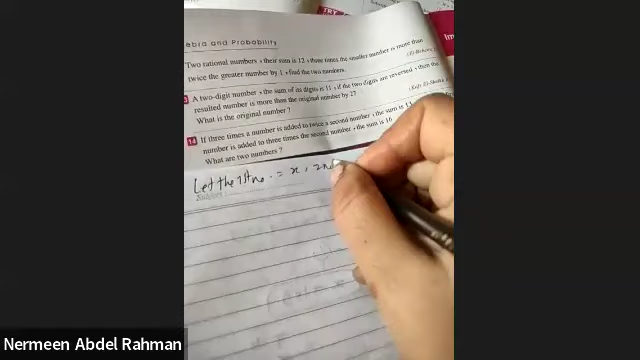 TRY
ebra and Probability
Two rational numbers , their sum is 12 , three times the smaller number is more than
twice the greater number by 1 , find the two numbers.
A two-digit number , the sum of its digits is 11 , if the two digits are reversed , then the
resulted number is more then the original number by 27
What is the original number ?
14 If three times a number is added to twice a second number , the sum is 13
number is added to three times the second number , the sum is 16
What are two numbers ?
Let the 1st no. = x , 2n
Nermeen Abdel Rahman